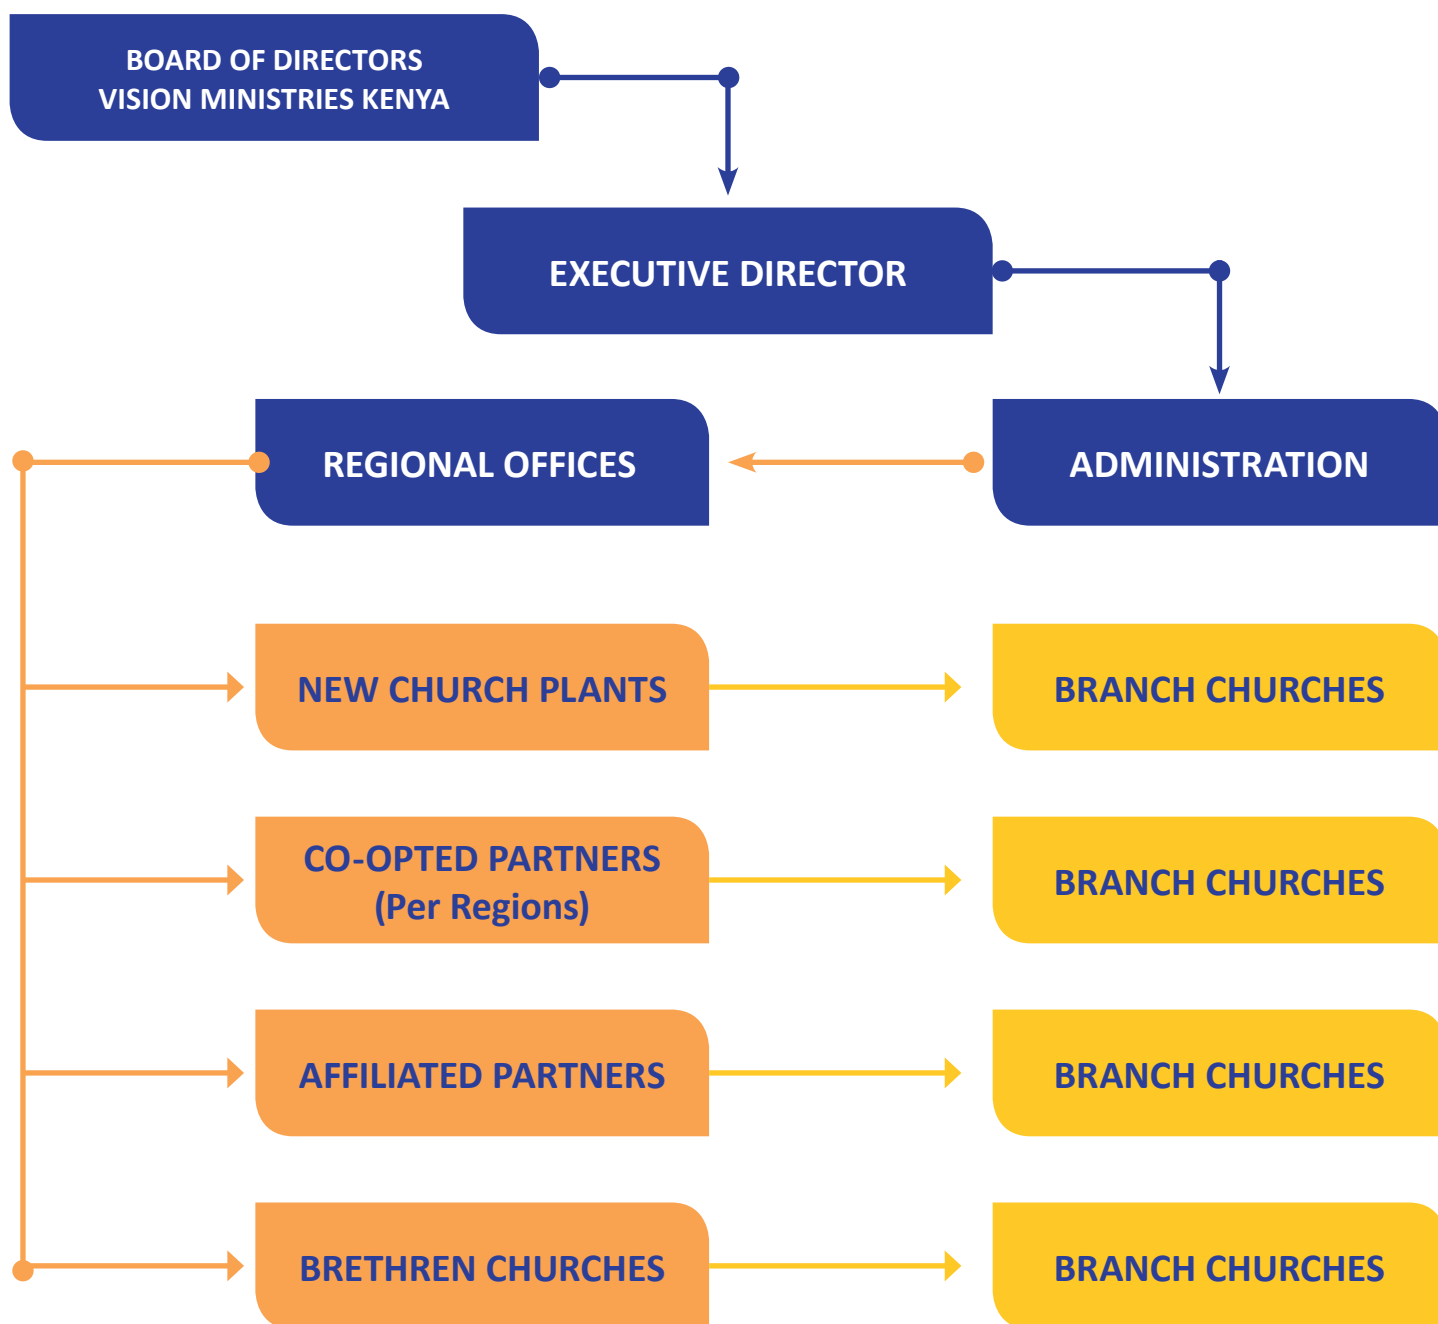 BOARD OF DIRECTORS
VISION MINISTRIES KENYA
EXECUTIVE DIRECTOR
REGIONAL OFFICES
ADMINISTRATION
NEW CHURCH PLANTS
BRANCH CHURCHES
CO-OPTED PARTNERS
(Per Regions)
BRANCH CHURCHES
AFFILIATED PARTNERS
BRANCH CHURCHES
BRETHREN CHURCHES
BRANCH CHURCHES